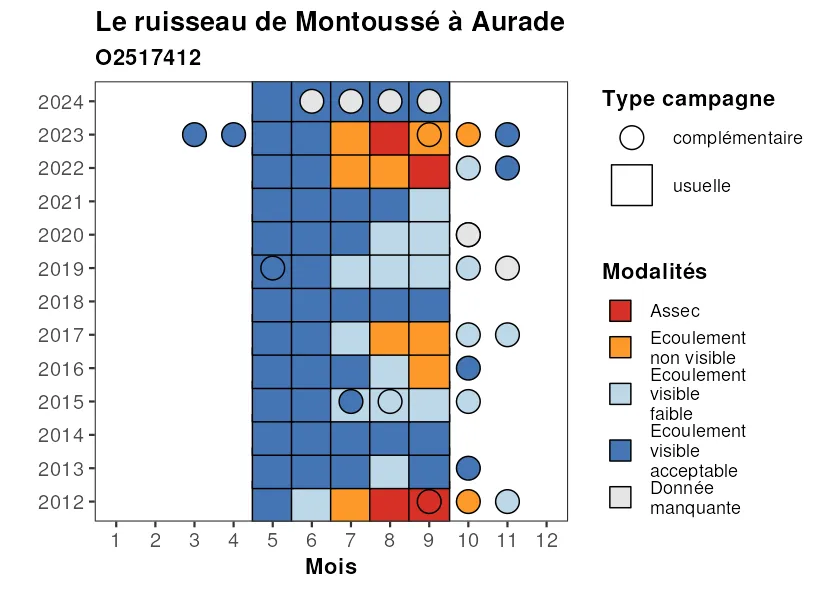 Le ruisseau de Montoussé à Aurade
O2517412
2024
2023
2022
2021
2020
2019
2018
2017
2016
2015
2014
2013
2012
1 2 3 4 5 6 7 8 9 10 11 12
Mois
Type campagne
complémentaire
usuelle
Modalités
Assec
Ecoulement
non visible
Ecoulement
visible
faible
Ecoulement
visible
acceptable
Donnée
manquante